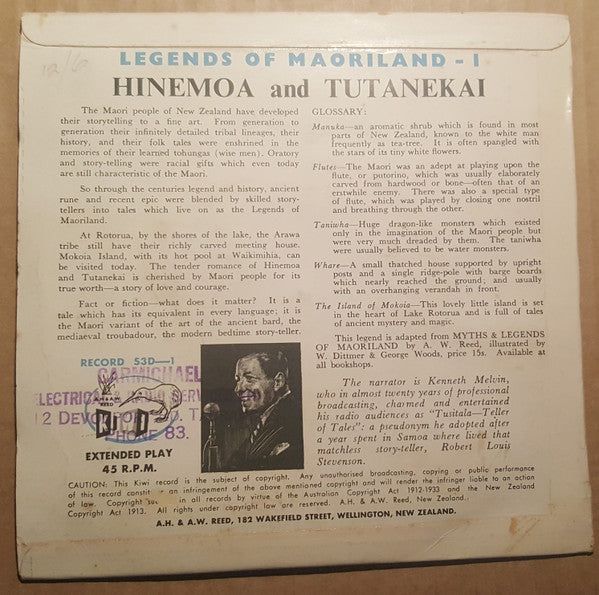 12/6
LEGENDS OF MAORILAND - I
HINEMOA and TUTANEKAI
The Maori people of New Zealand have developed
their storytelling to a fine art. From generation to
generation their infinitely detailed tribal lineages, their
history, and their folk tales were enshrined in the
memories of their learned tohungas (wise men). Oratory
and story-telling were racial gifts which even today
are still characteristic of the Maori.
So through the centuries legend and history, ancient
rune and recent epic were blended by skilled story-
tellers into tales which live on as the Legends of
Maoriland.
At Rotorua, by the shores of the lake, the Arawa
tribe still have their richly carved meeting house.
Mokoia Island, with its hot pool at Waikimihia, can
be visited today. The tender romance of Hinemoa
and Tutanekai is cherished by Maori people for its
true worth—a story of love and courage.
Fact or fiction—what does it matter? It is a
tale which has its equivalent in every language; it is
the Maori variant of the art of the ancient bard, the
mediaeval troubadour, the modern bedtime story-teller.
GLOSSARY:
Manuka—an aromatic shrub which is found in most
parts of New Zealand, known to the white man
frequently as tea-tree. It is often spangled with
the stars of its tiny white flowers.
Flutes—The Maori was an adept at playing upon the
flute, or putorino, which was usually elaborately
carved from hardwood or bone—often that of an
erstwhile enemy. There was also a special type
of flute, which was played by closing one nostril
and breathing through the other.
Taniwha—Huge dragon-like monsters which existed
only in the imagination of the Maori people but
were very much dreaded by them. The taniwha
were usually believed to be water monsters.
Whare—A small thatched house supported by upright
posts and a single ridge-pole with barge boards
which nearly reached the ground; and usually
with an overhanging verandah in front.
The Island of Mokoia—This lovely little island is set
in the heart of Lake Rotorua and is full of tales
of ancient mystery and magic.
This legend is adapted from MYTHS & LEGENDS
OF MAORILAND by A. W. Reed, illustrated by
W. Dittmer & George Woods, price 15s. Available at
all bookshops.
The narrator is Kenneth Melvin,
who in almost twenty years of professional
broadcasting, charmed and entertained
his radio audiences as "Tusitala—Teller
of Tales": a pseudonym he adopted after
a year spent in Samoa where lived that
matchless story-teller, Robert Louis
Stevenson.
RECORD S3D—1
CARMICHAEL
ELECTRICAL
PHONE 83.
EXTENDED PLAY
45 R.P.M.
CAUTION: This Kiwi record is the subject of copyright. Any unauthorised broadcasting, copying or public performance
of this record an infringement of the above mentioned copyright and will render the infringer liable to an action
of law. Copyright in all records by virtue of the Australian Copyright Act 1912-1933 and the New Zealand
Copyright Act 1913. All rights under copyright law are reserved. A.H. & A.W. Reed, New Zealand.
A.H. & A.W. REED, 182 WAKEFIELD STREET, WELLINGTON, NEW ZEALAND.